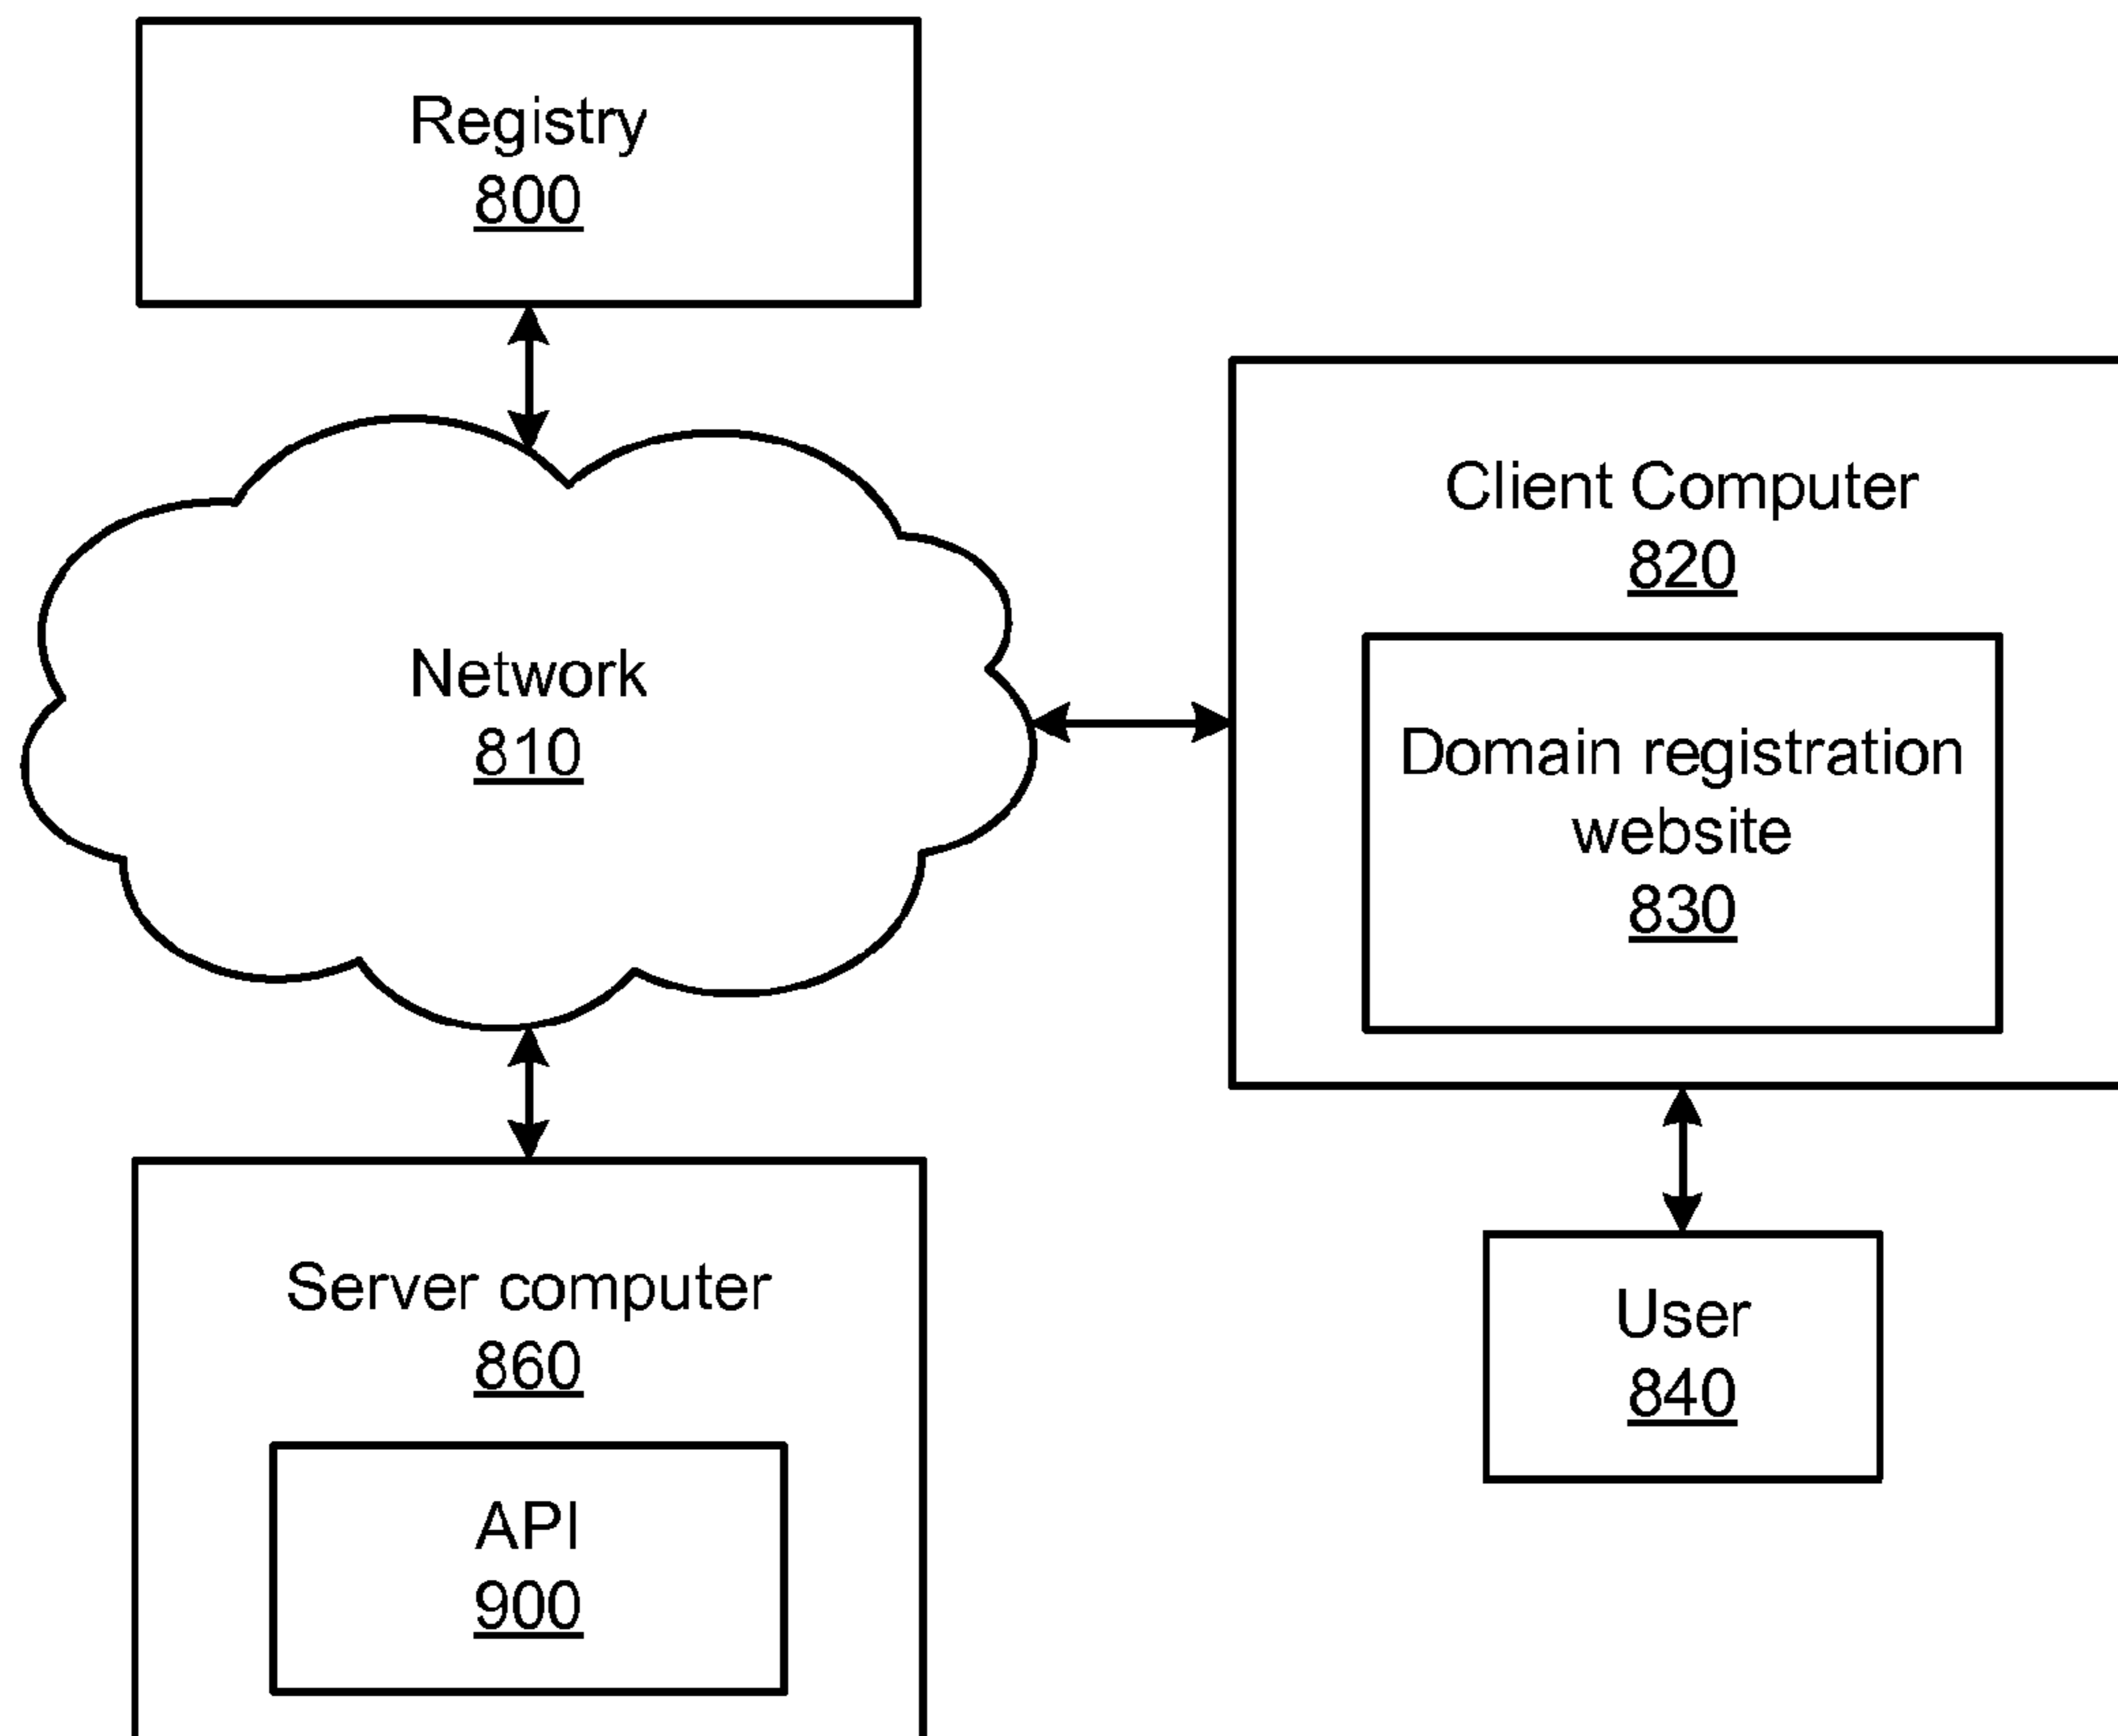 Registry
800
Network
810
Client Computer
820
Domain registration
website
830
Server computer
860
API
900
User
840